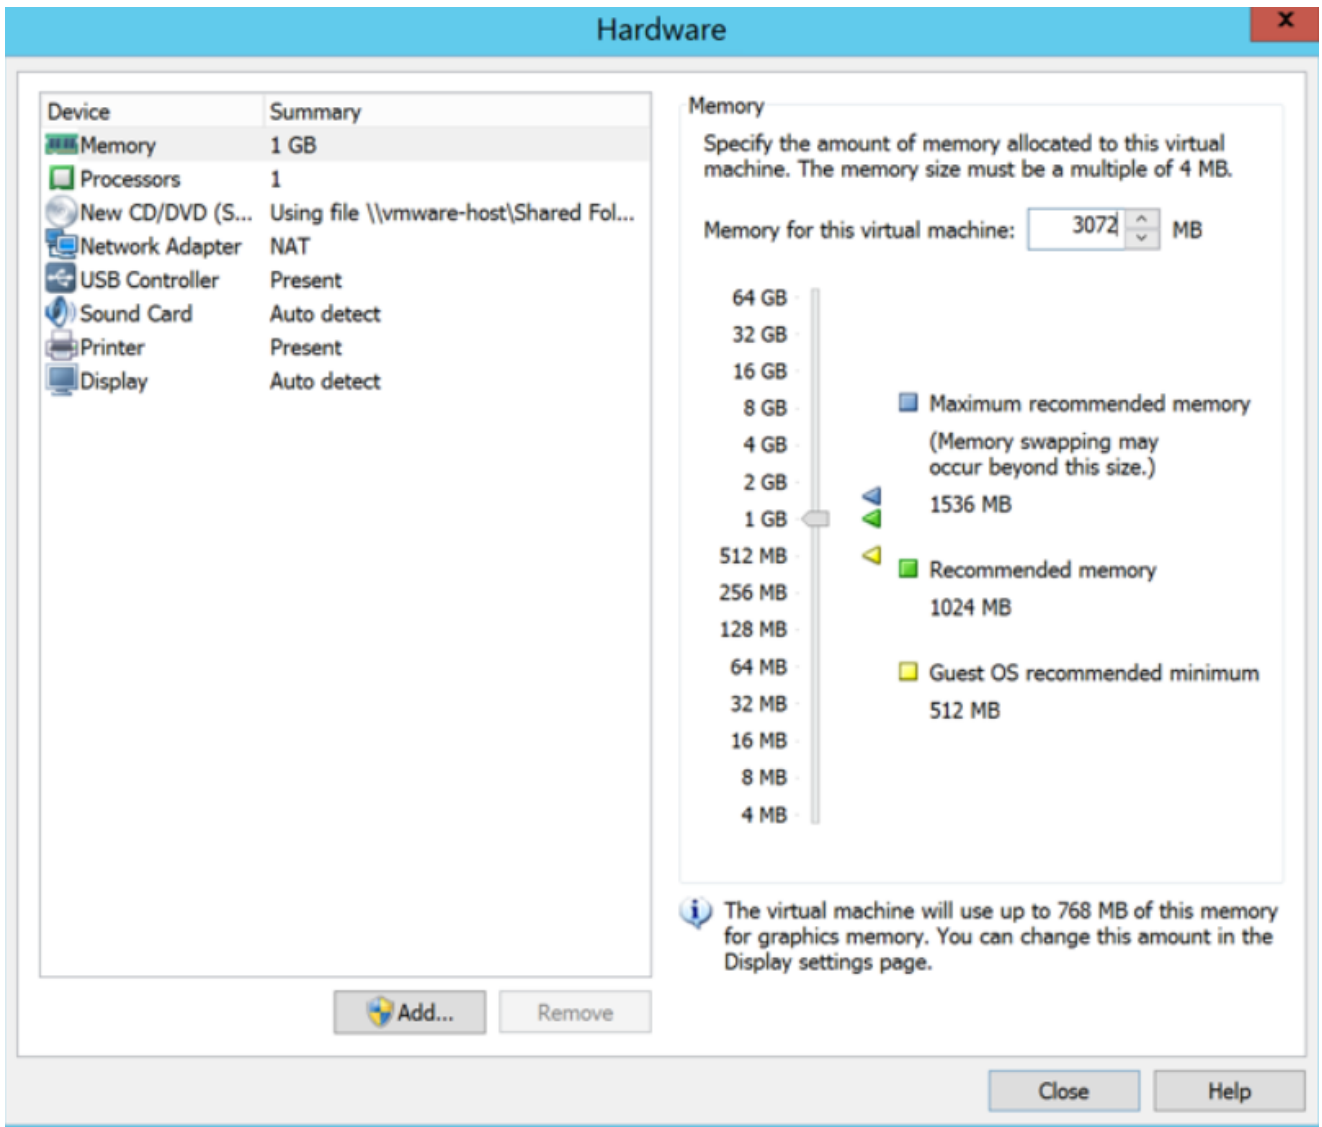 Hardware
x
Device Summary
Memory 1 GB
Processors 1
New CD/DVD (S... Using file \\vmware-host\Shared Fol...
Network Adapter NAT
USB Controller Present
Sound Card Auto detect
Printer Present
Display Auto detect
Add...
Remove
Memory
Specify the amount of memory allocated to this virtual
machine. The memory size must be a multiple of 4 MB.
Memory for this virtual machine: 3072 MB
64 GB
32 GB
16 GB
8 GB
4 GB
2 GB
1 GB
512 MB
256 MB
128 MB
64 MB
32 MB
16 MB
8 MB
4 MB
Maximum recommended memory
(Memory swapping may
occur beyond this size.)
1536 MB
Recommended memory
1024 MB
Guest OS recommended minimum
512 MB
The virtual machine will use up to 768 MB of this memory
for graphics memory. You can change this amount in the
Display settings page.
Close
Help